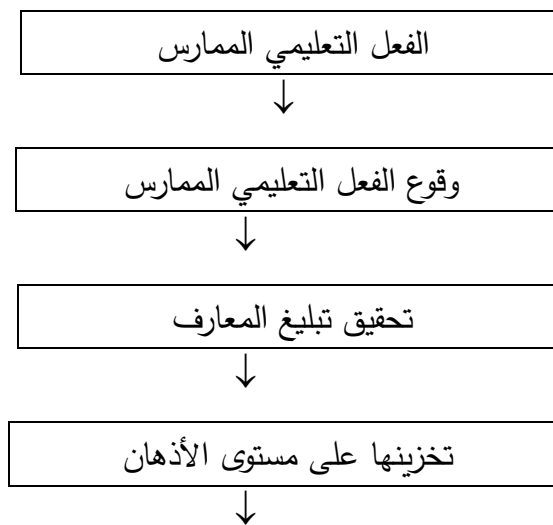 الفعل التعليمي الممارس
↓
وقوع الفعل التعليمي الممارس
↓
تحقيق تبليغ المعارف
↓
تخزينها على مستوى الأذهان
↓